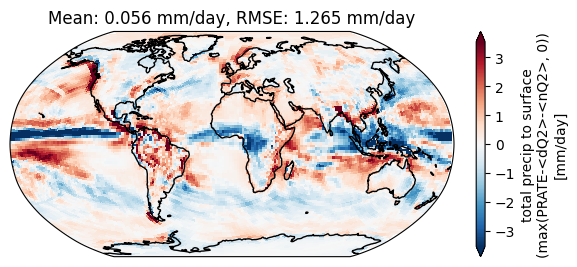 Mean: 0.056 mm/day, RMSE: 1.265 mm/day
3
2
1
0
−1
−2
−3
total precip to surface
(max(PRATE-<dQ2>-<nQ2>, 0))
[mm/day]